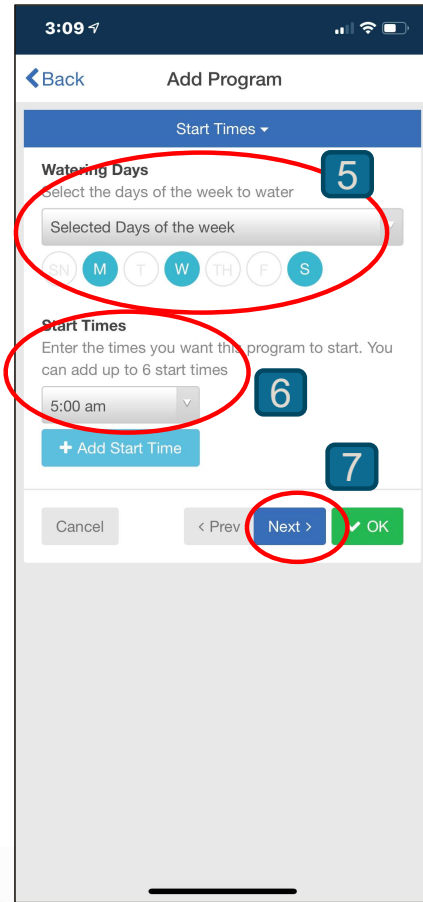 3:09
Back
Add Program
Start Times
Watering Days
5
Select the days of the week to water
Selected Days of the week
SN M T W TH F S
Start Times
Enter the times you want this program to start. You
can add up to 6 start times
6
5:00 am
+ Add Start Time
7
Cancel
< Prev
Next >
✔ OK